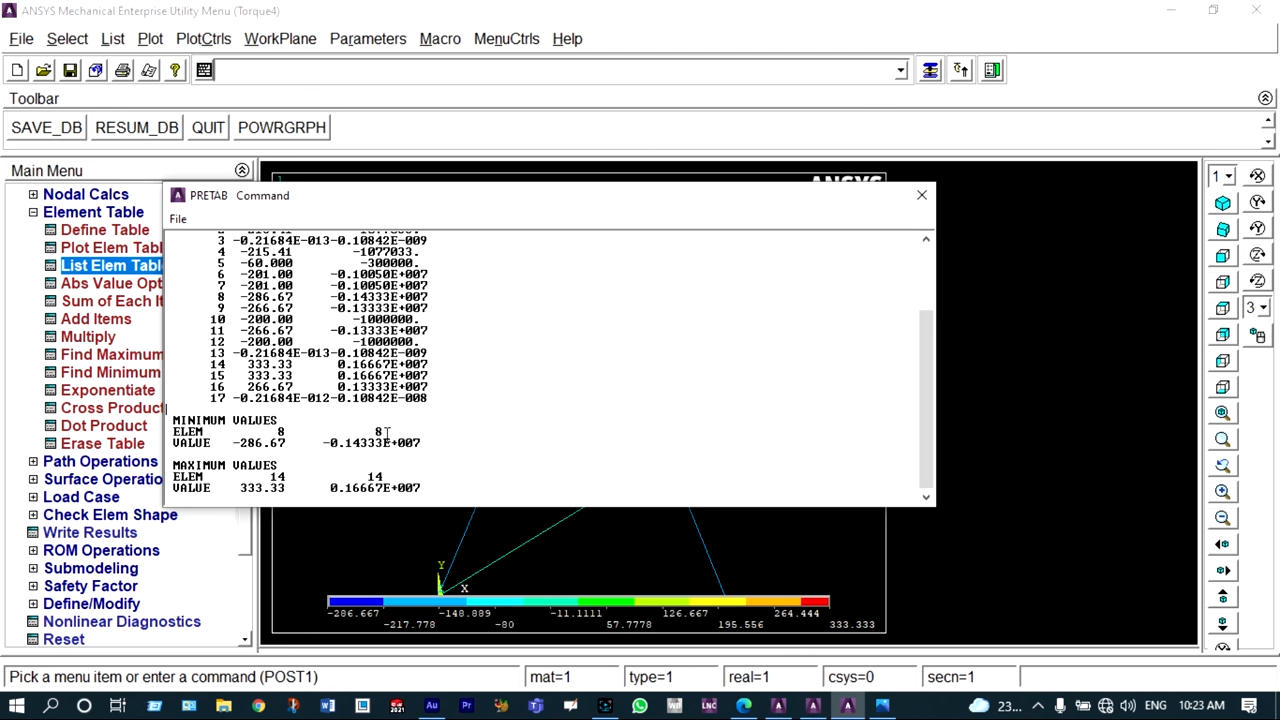 ANSYS Mechanical Enterprise Utility Menu (Torque4)
File Select List Plot PlotCtrls WorkPlane Parameters Macro MenuCtrls Help
Toolbar
SAVE_DB RESUM_DB QUIT POWRGRPH
Main Menu
Nodal Calcs
Element Table
Define Table
Plot Elem Tabl
List Elem Tabl
Abs Value Opt
Sum of Each It
Add Items
Multiply
Find Maximum
Find Minimum
Exponentiate
Cross Product
Dot Product
Erase Table
Path Operations
Surface Operatio
Load Case
Check Elem Shape
Write Results
ROM Operations
Submodeling
Safety Factor
Define/Modify
Nonlinear Diagnostics
Reset
1
ANSYS
PRETAB Command
File
3 -0.21684E-013-0.10842E-009
4 -215.41 -1077033.
5 -60.000 -300000.
6 -201.00 -0.10050E+007
7 -201.00 -0.10050E+007
8 -286.67 -0.14333E+007
9 -266.67 -0.13333E+007
10 -200.00 -1000000.
11 -266.67 -0.13333E+007
12 -200.00 -1000000.
13 -0.21684E-013-0.10842E-009
14 333.33 0.16667E+007
15 333.33 0.16667E+007
16 266.67 0.13333E+007
17 -0.21684E-012-0.10842E-008
MINIMUM VALUES
ELEM 8 8
VALUE -286.67 -0.14333E+007
MAXIMUM VALUES
ELEM 14 14
VALUE 333.33 0.16667E+007
Y
X
-286.667 -148.889 -11.1111 126.667 264.444
-217.778 -80 57.7778 195.556 333.333
1
3
Pick a menu item or enter a command (POST1) mat=1 type=1 real=1 csys=0 secn=1
23... ENG 10:23 AM